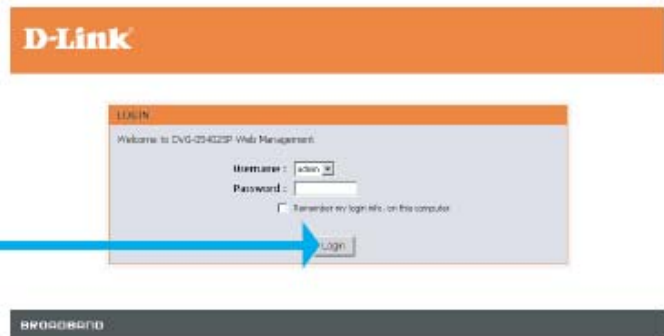 D-Link
LOGIN
Welcome to DVG-G5402SP Web Management
Username : admin
Password :
Remember my login info. on this computer
Login
BROADBAND